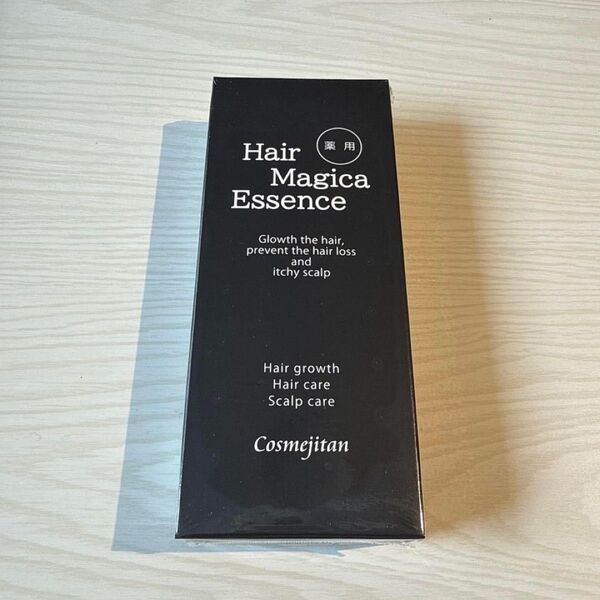 薬用
Hair
Magica
Essence
Glowth the hair,
prevent the hair loss
and
itchy scalp
Hair growth
Hair care
Scalp care
Cosmejitan